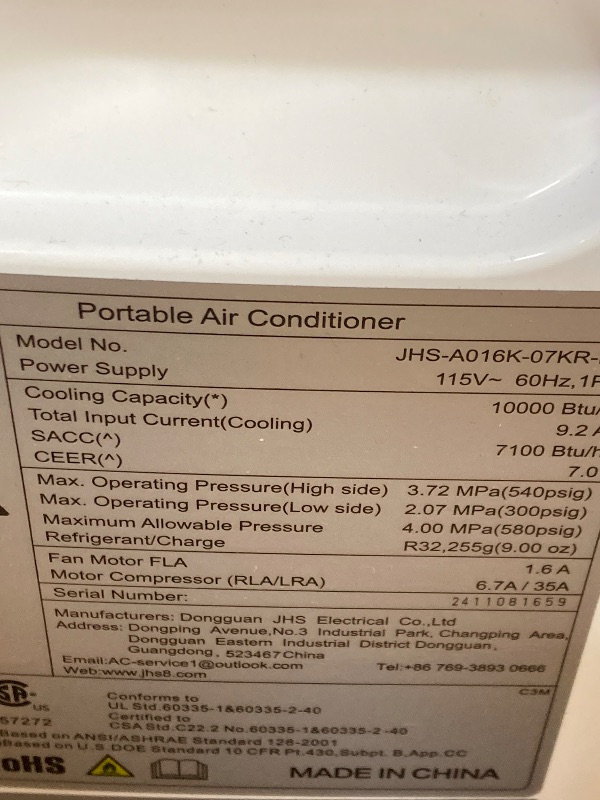 Portable Air Conditioner
Model No. JHS-A016K-07KR-
Power Supply 115V~ 60Hz,1P
Cooling Capacity(*) 10000 Btu/
Total Input Current(Cooling) 9.2 A
SACC(^) 7100 Btu/h
CEER(^) 7.0
Max. Operating Pressure(High side) 3.72 MPa(540psig)
Max. Operating Pressure(Low side) 2.07 MPa(300psig)
Maximum Allowable Pressure 4.00 MPa(580psig)
Refrigerant/Charge R32,255g(9.00 oz)
Fan Motor FLA 1.6 A
Motor Compressor (RLA/LRA) 6.7A / 35A
Serial Number: 2411081659
Manufacturers: Dongguan JHS Electrical Co.,Ltd
Address: Dongping Avenue,No.3 Industrial Park, Changping Area,
Dongguan Eastern Industrial District Dongguan,
Guangdong, 523467 China
Email:AC-service1@outlook.com Tel:+86 769-3893 0666
Web:www.jhs8.com
C3M
SA US
57272
Conforms to
UL Std.60335-1&60335-2-40
Certified to
CSA Std.C22.2 No.60335-1&60335-2-40
Based on ANSI/ASHRAE Standard 128-2001
Based on U.S.DOE Standard 10 CFR Pt.430,Subpt. B,App.CC
oHS MADE IN CHINA